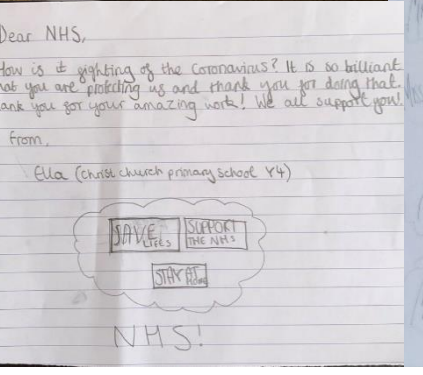 Dear NHS,
How is it fighting of the Coronavirus? It is so brilliant
hat you are protecting us and thank you for doing that.
ank you for your amazing work! We all support you!
from,
Ella (christ church primary school Y4)
SAVE LIFES
SUPPORT THE NHS
STAY AT Home
NHS!